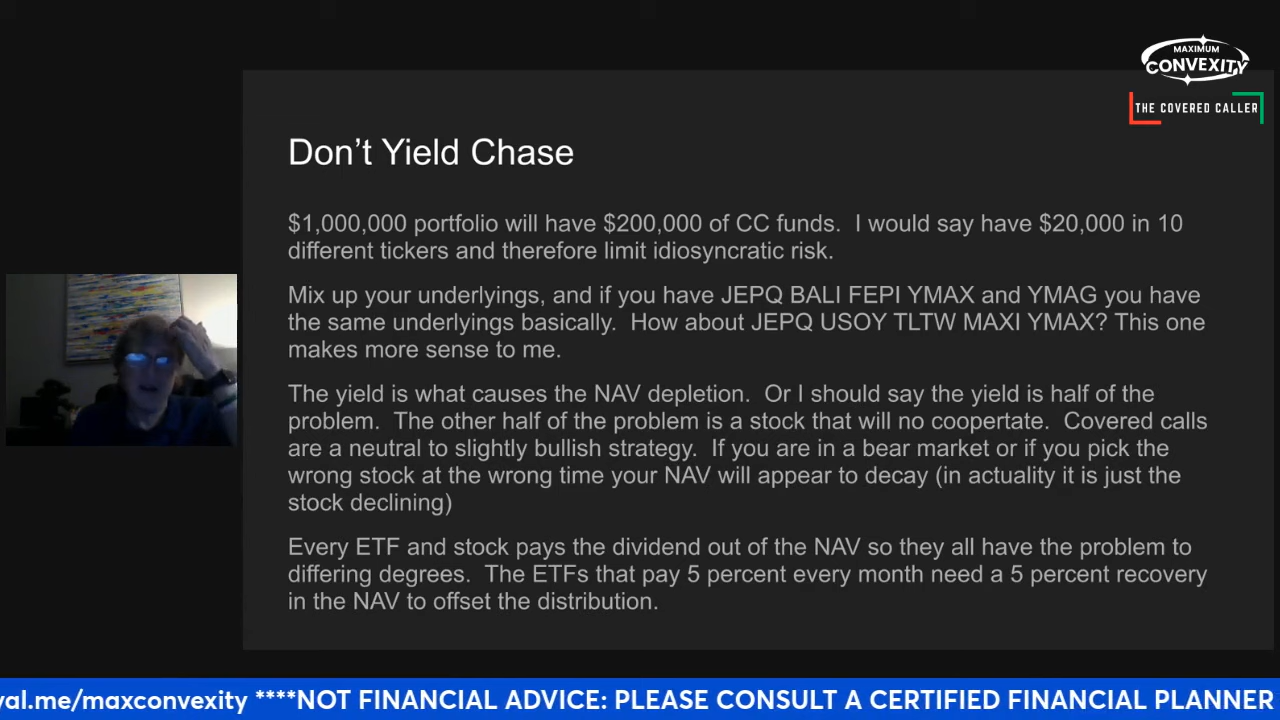 MAXIMUM
CONVEXITY
THE COVERED CALLER
Don’t Yield Chase
$1,000,000 portfolio will have $200,000 of CC funds.  I would say have $20,000 in 10
different tickers and therefore limit idiosyncratic risk.
Mix up your underlyings, and if you have JEPQ BALI FEPI YMAX and YMAG you have
the same underlyings basically.  How about JEPQ USOY TLTW MAXI YMAX? This one
makes more sense to me.
The yield is what causes the NAV depletion.  Or I should say the yield is half of the
problem.  The other half of the problem is a stock that will no coopertate.  Covered calls
are a neutral to slightly bullish strategy.  If you are in a bear market or if you pick the
wrong stock at the wrong time your NAV will appear to decay (in actuality it is just the
stock declining)
Every ETF and stock pays the dividend out of the NAV so they all have the problem to
differing degrees.  The ETFs that pay 5 percent every month need a 5 percent recovery
in the NAV to offset the distribution.
yal.me/maxconvexity ****NOT FINANCIAL ADVICE: PLEASE CONSULT A CERTIFIED FINANCIAL PLANNER